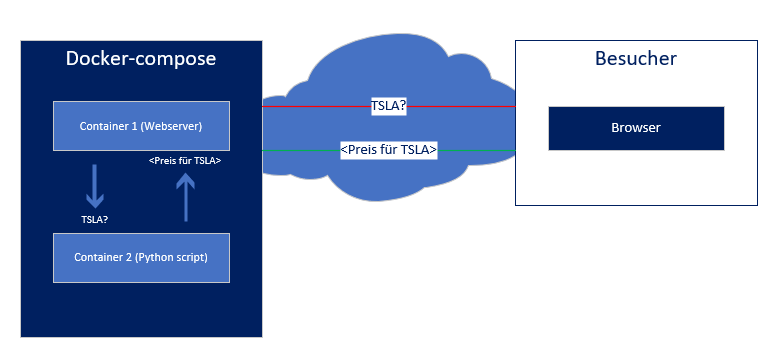 Docker-compose
Container 1 (Webserver)
<Preis für TSLA>
TSLA?
Container 2 (Python script)
TSLA?
<Preis für TSLA>
Besucher
Browser